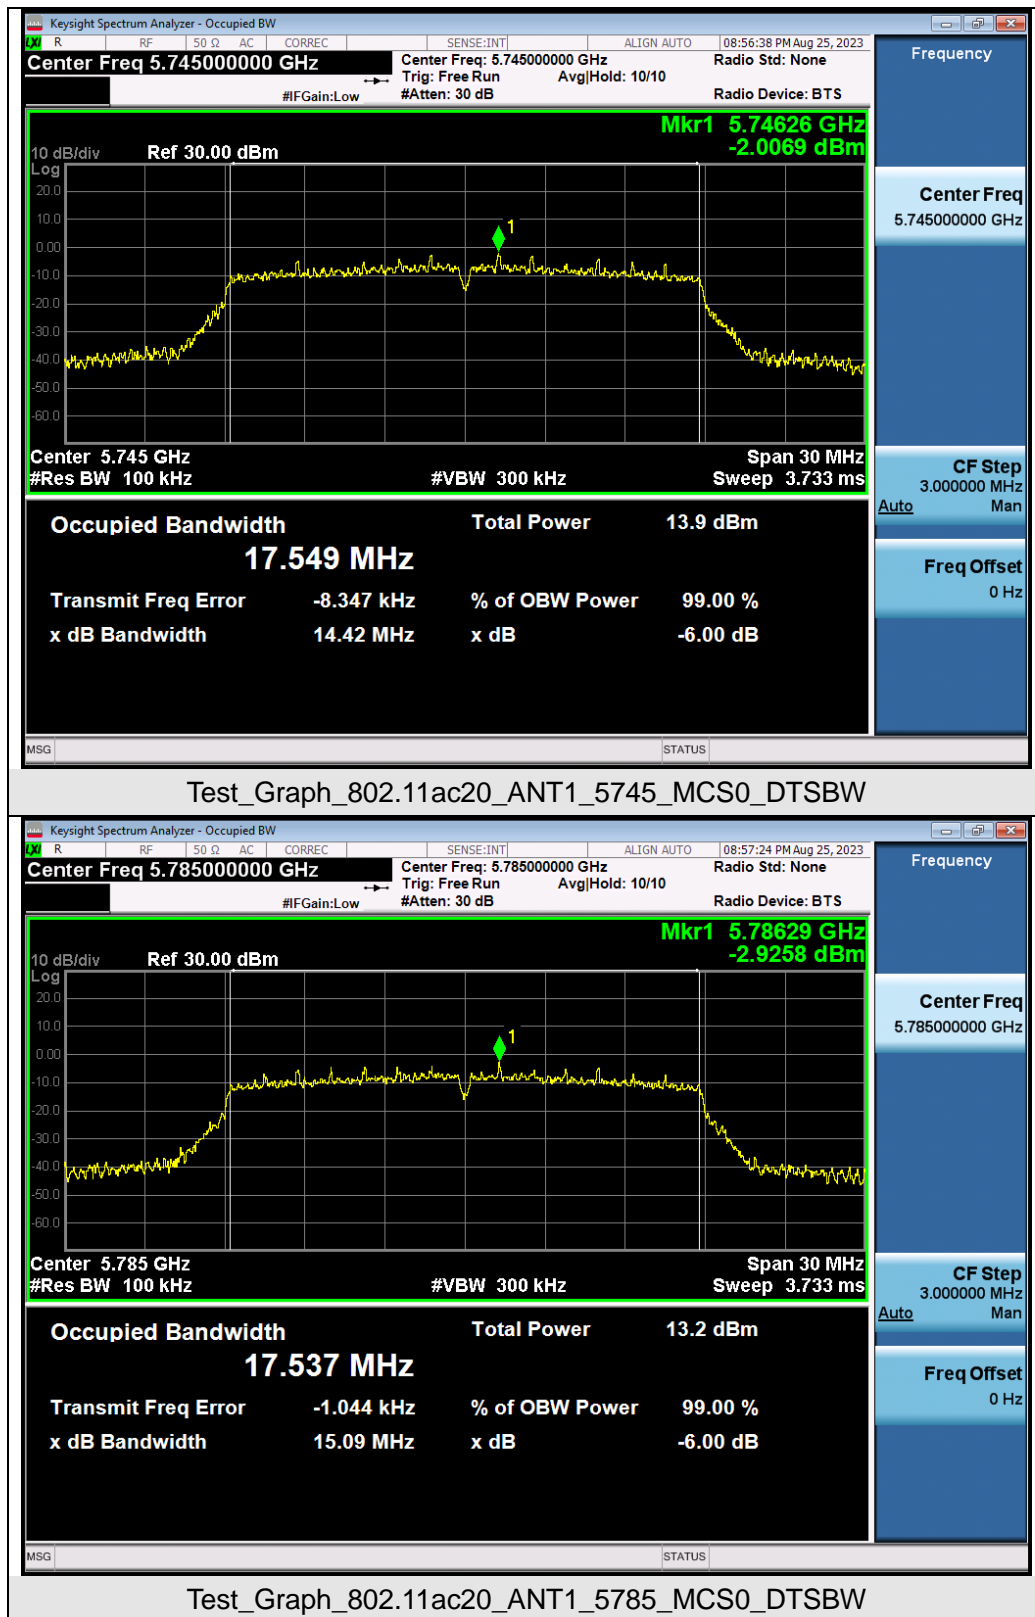 Keysight Spectrum Analyzer - Occupied BW
LXI R RF 50 Ω AC CORREC SENSE:INT ALIGN AUTO 08:56:38 PM Aug 25, 2023
Center Freq 5.745000000 GHz
Center Freq: 5.745000000 GHz Radio Std: None
Trig: Free Run Avg|Hold: 10/10
#IFGain:Low #Atten: 30 dB Radio Device: BTS
Frequency
Mkr1 5.74626 GHz
-2.0069 dBm
10 dB/div Ref 30.00 dBm
Log
20.0
10.0
0.00
-10.0
-20.0
-30.0
-40.0
-50.0
-60.0
1
Center 5.745 GHz Span 30 MHz
#Res BW 100 kHz #VBW 300 kHz Sweep 3.733 ms
Center Freq
5.745000000 GHz
CF Step
3.000000 MHz
Auto Man
Freq Offset
0 Hz
Occupied Bandwidth Total Power 13.9 dBm
17.549 MHz
Transmit Freq Error -8.347 kHz % of OBW Power 99.00 %
x dB Bandwidth 14.42 MHz x dB -6.00 dB
MSG STATUS
Test_Graph_802.11ac20_ANT1_5745_MCS0_DTSBW
Keysight Spectrum Analyzer - Occupied BW
LXI R RF 50 Ω AC CORREC SENSE:INT ALIGN AUTO 08:57:24 PM Aug 25, 2023
Center Freq 5.785000000 GHz
Center Freq: 5.785000000 GHz Radio Std: None
Trig: Free Run Avg|Hold: 10/10
#IFGain:Low #Atten: 30 dB Radio Device: BTS
Frequency
Mkr1 5.78629 GHz
-2.9258 dBm
10 dB/div Ref 30.00 dBm
Log
20.0
10.0
0.00
-10.0
-20.0
-30.0
-40.0
-50.0
-60.0
1
Center 5.785 GHz Span 30 MHz
#Res BW 100 kHz #VBW 300 kHz Sweep 3.733 ms
Center Freq
5.785000000 GHz
CF Step
3.000000 MHz
Auto Man
Freq Offset
0 Hz
Occupied Bandwidth Total Power 13.2 dBm
17.537 MHz
Transmit Freq Error -1.044 kHz % of OBW Power 99.00 %
x dB Bandwidth 15.09 MHz x dB -6.00 dB
MSG STATUS
Test_Graph_802.11ac20_ANT1_5785_MCS0_DTSBW